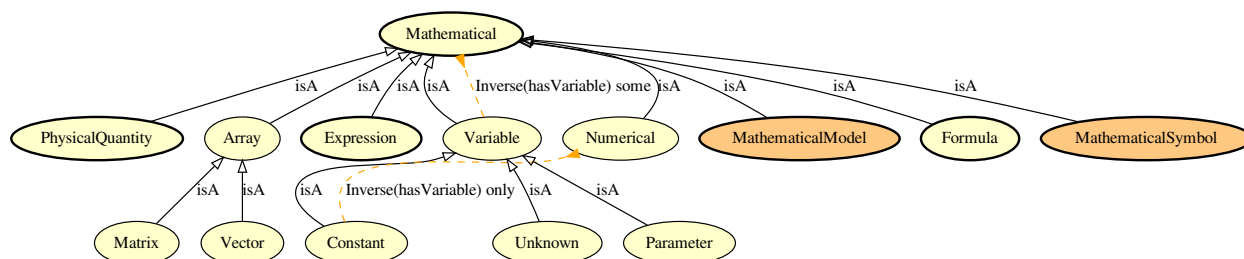 Mathematical
isA
isA
isA
isA
Inverse(hasVariable) some
isA
isA
isA
isA
PhysicalQuantity
Array
Expression
Variable
Numerical
MathematicalModel
Formula
MathematicalSymbol
isA
isA
isA
Inverse(hasVariable) only
isA
isA
Matrix
Vector
Constant
Unknown
Parameter